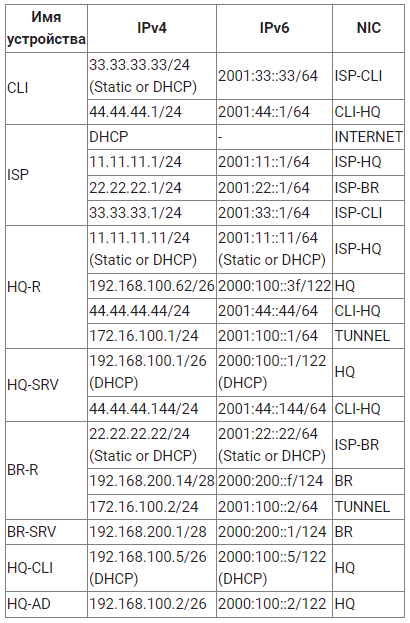 Имя устройства IPv4 IPv6 NIC
CLI
33.33.33.33/24 (Static or DHCP) 2001:33::33/64 ISP-CLI
44.44.44.1/24 2001:44::1/64 CLI-HQ
ISP
DHCP - INTERNET
11.11.11.1/24 2001:11::1/64 ISP-HQ
22.22.22.1/24 2001:22::1/64 ISP-BR
33.33.33.1/24 2001:33::1/64 ISP-CLI
HQ-R
11.11.11.11/24 (Static or DHCP) 2001:11::11/64 (Static or DHCP) ISP-HQ
192.168.100.62/26 2000:100::3f/122 HQ
44.44.44.44/24 2001:44::44/64 CLI-HQ
172.16.100.1/24 2001:100::1/64 TUNNEL
HQ-SRV
192.168.100.1/26 (DHCP) 2000:100::1/122 (DHCP) HQ
44.44.44.144/24 2001:44::144/64 CLI-HQ
BR-R
22.22.22.22/24 (Static or DHCP) 2001:22::22/64 (Static or DHCP) ISP-BR
192.168.200.14/28 2000:200::f/124 BR
172.16.100.2/24 2001:100::2/64 TUNNEL
BR-SRV 192.168.200.1/28 2000:200::1/124 BR
HQ-CLI 192.168.100.5/26 (DHCP) 2000:100::5/122 (DHCP) HQ
HQ-AD 192.168.100.2/26 2000:100::2/122 HQ